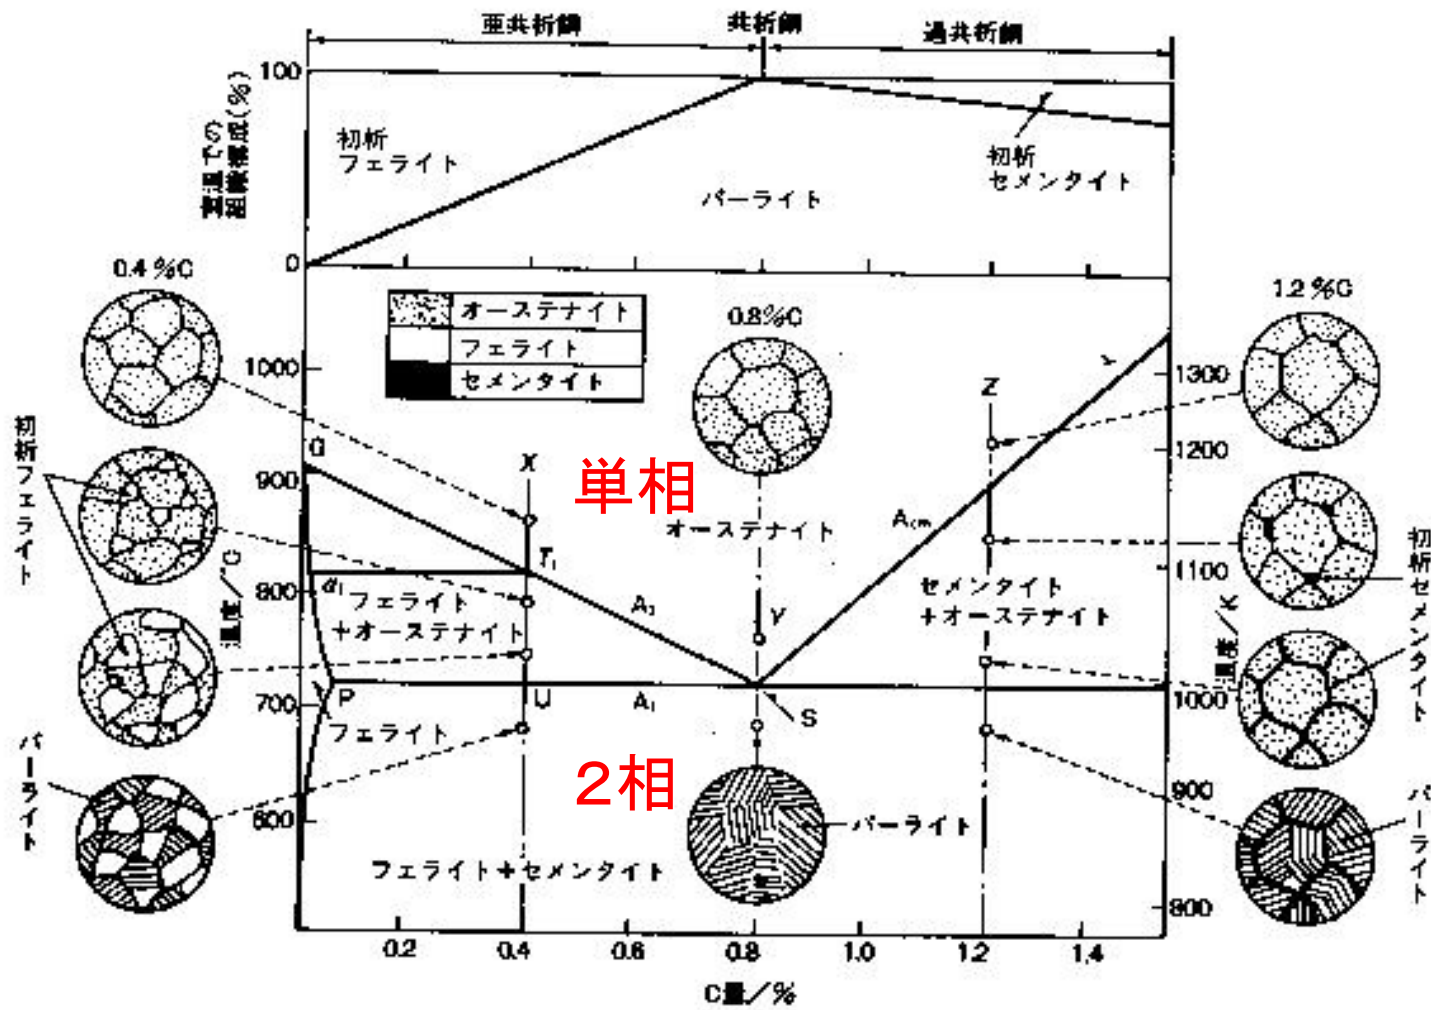 亜共析鋼
共析鋼
過共析鋼
室温での
組織構成(%)
100
0
初析
フェライト
パーライト
初析
セメンタイト
0.4%C
オーステナイト
フェライト
セメンタイト
0.8%C
1.2%C
1000
900
800
700
600
温度/°C
1300
1200
1100
1000
900
800
温度/K
G
X
単相
オーステナイト
Z
Y
Acm
T₁
α₁
フェライト
+オーステナイト
A₃
V
セメンタイト
+オーステナイト
P
U
A₁
S
フェライト
2相
パーライト
フェライト+セメンタイト
初析フェライト
パーライト
初析セメンタイト
パーライト
0.2
0.4
0.6
0.8
1.0
1.2
1.4
C量/%